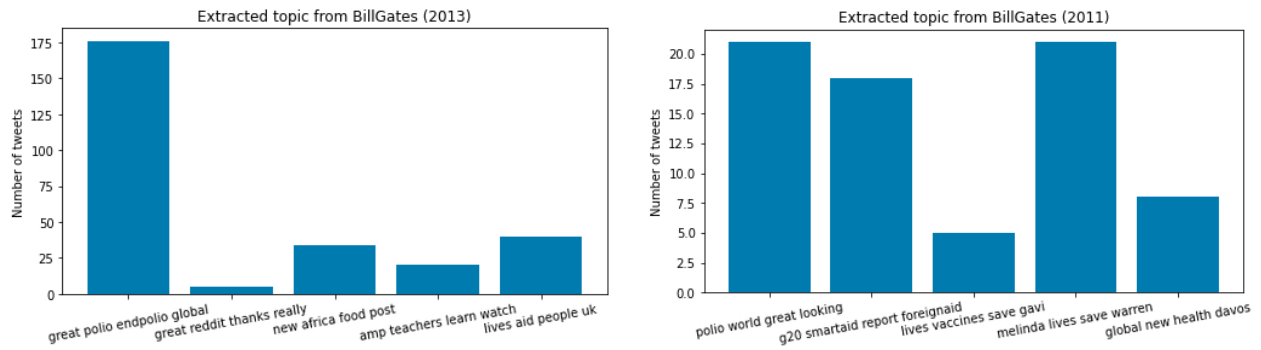 Extracted topic from BillGates (2013)
Number of tweets
175
150
125
100
75
50
25
0
great polio endpolio global
great reddit thanks really
new africa food post
amp teachers learn watch
lives aid people uk
Extracted topic from BillGates (2011)
Number of tweets
20.0
17.5
15.0
12.5
10.0
7.5
5.0
2.5
0.0
polio world great looking
g20 smartaid report foreignaid
lives vaccines save gavi
melinda lives save warren
global new health davos